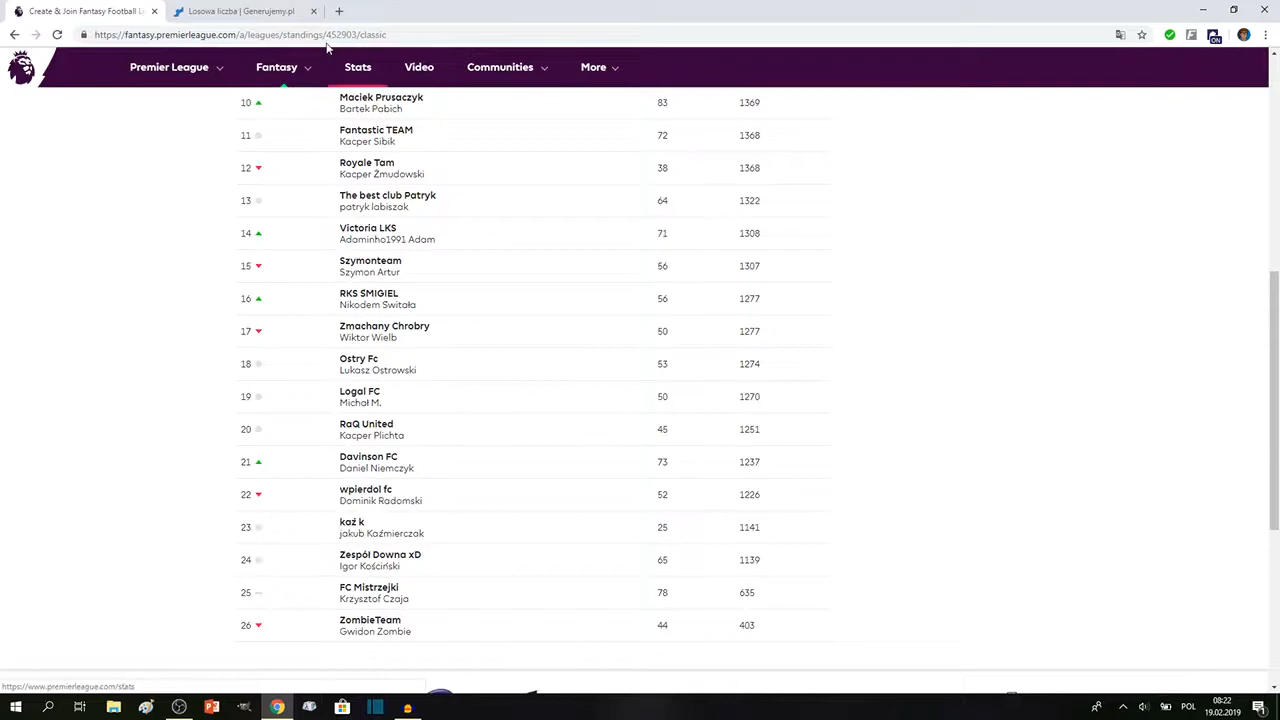 Create & Join Fantasy Football Le
Losowa liczba | Generujemy.pl
https://fantasy.premierleague.com/a/leagues/standings/452903/classic
ON
Premier League
Fantasy
Stats
Video
Communities
More
10 Maciek Prusaczyk 83 1369
Bartek Pabich
11 Fantastic TEAM 72 1368
Kacper Sibik
12 Royale Tam 38 1368
Kacper Żmudowski
13 The best club Patryk 64 1322
patryk labiszak
14 Victoria LKS 71 1308
Adaminho1991 Adam
15 Szymonteam 56 1307
Szymon Artur
16 RKS ŚMIGIEL 56 1277
Nikodem Świtała
17 Zmachany Chrobry 50 1277
Wiktor Wielb
18 Ostry Fc 53 1274
Lukasz Ostrowski
19 Logal FC 50 1270
Michał M.
20 RaQ United 45 1251
Kacper Plichta
21 Davinson FC 73 1237
Daniel Niemczyk
22 wpierdol fc 52 1226
Dominik Radomski
23 kaź k 25 1141
jakub Kaźmierczak
24 Zespół Downa xD 65 1139
Igor Kościński
25 FC Mistrzejki 78 635
Krzysztof Czaja
26 ZombieTeam 44 403
Gwidon Zombie
https://www.premierleague.com/stats
POL
08:22
19.02.2019